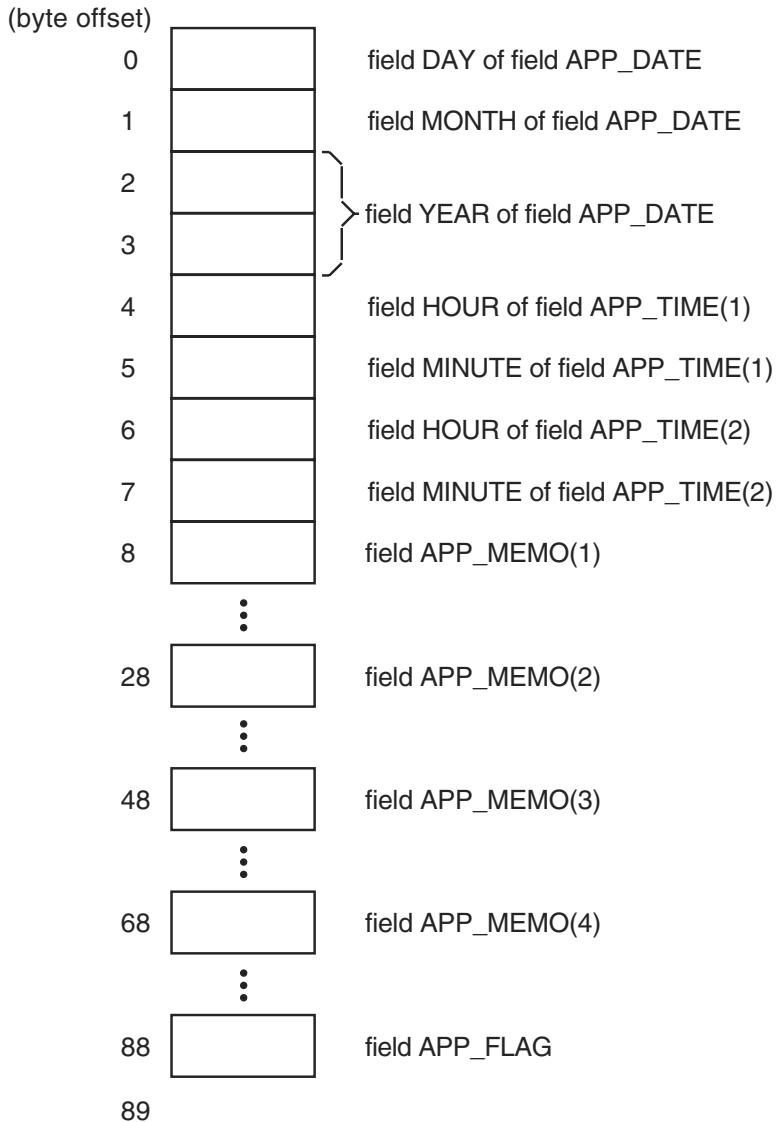 (byte offset)
0 field DAY of field APP_DATE
1 field MONTH of field APP_DATE
2
field YEAR of field APP_DATE
3
4 field HOUR of field APP_TIME(1)
5 field MINUTE of field APP_TIME(1)
6 field HOUR of field APP_TIME(2)
7 field MINUTE of field APP_TIME(2)
8 field APP_MEMO(1)
28 field APP_MEMO(2)
48 field APP_MEMO(3)
68 field APP_MEMO(4)
88 field APP_FLAG
89